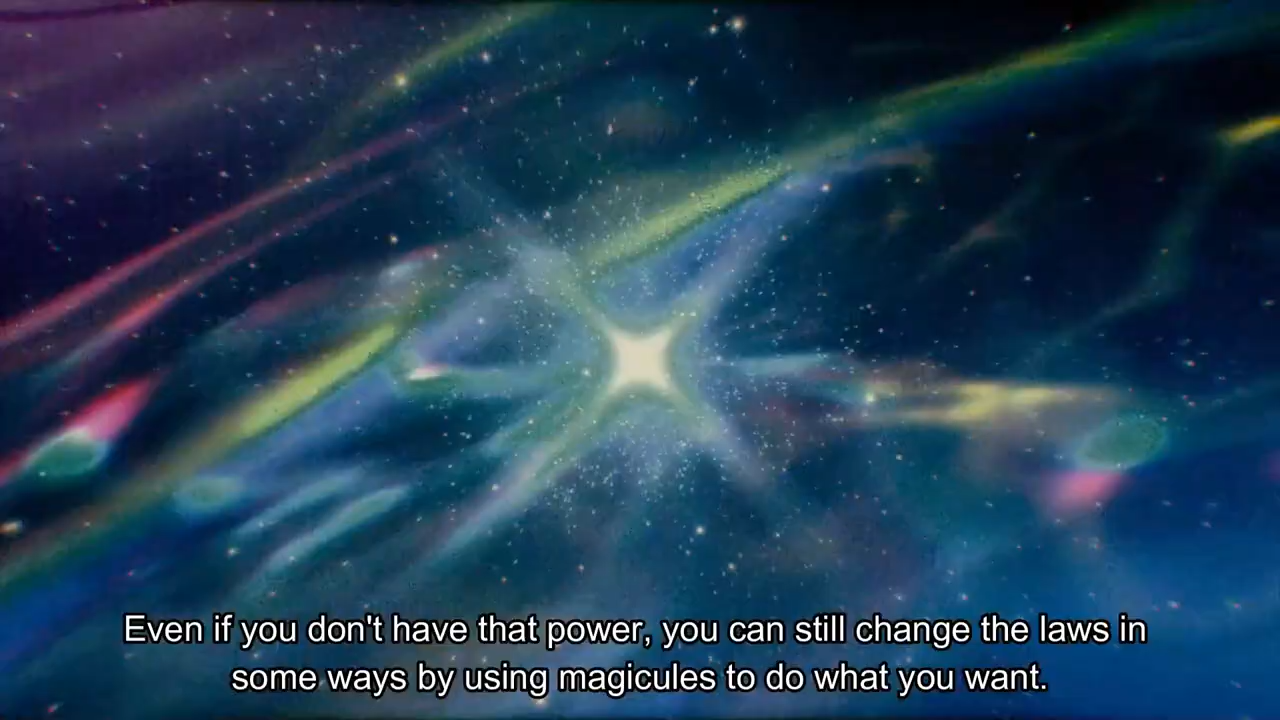 Even if you don't have that power, you can still change the laws in
some ways by using magicules to do what you want.